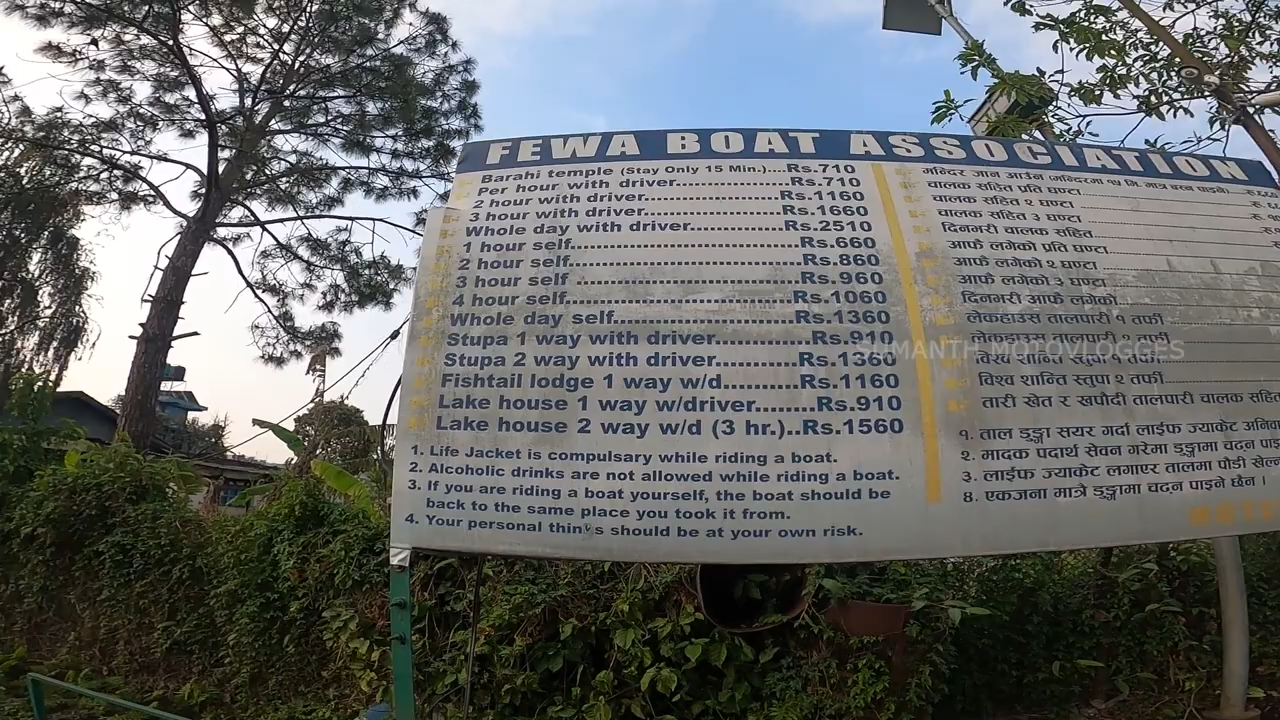 FEWA BOAT ASSOCIATION
Barahi temple (Stay Only 15 Min.)....Rs.710
Per hour with driver................Rs.710
2 hour with driver....................Rs.1160
3 hour with driver....................Rs.1660
Whole day with driver.............Rs.2510
1 hour self................................Rs.660
2 hour self................................Rs.860
3 hour self ...............................Rs.960
4 hour self...............................Rs.1060
Whole day self........................Rs.1360
Stupa 1 way with driver...........Rs.910
Stupa 2 way with driver...........Rs.1360
Fishtail lodge 1 way w/d..........Rs.1160
Lake house 1 way w/driver........Rs.910
Lake house 2 way w/d (3 hr.)..Rs.1560
1. Life Jacket is compulsary while riding a boat.
2. Alcoholic drinks are not allowed while riding a boat.
3. If you are riding a boat yourself, the boat should be
back to the same place you took it from.
4. Your personal things should be at your own risk.
मन्दिर जान आउन
चालक सहित प्रति घण्टा
चालक सहित २ घण्टा
चालक सहित ३ घण्टा
दिनभरी चालक सहित
आफै लगेको प्रति घण्टा
आफै लगेको २ घण्टा
आफै लगेको ३ घण्टा
दिनभरी आफै लगेको
लेकहाउस तालपारी १ तर्फी
लेकहाउस तालपारी
विश्व शान्ति स्तुपा १ तर्फी
विश्व शान्ति स्तुपा २ तर्फी
तारी खेत र खपौदी तालपारी चालक सहित
१. ताल डुङ्गा सयर गर्दा लाईफ ज्याकेट
२. मादक पदार्थ सेवन गरेमा डुङ्गामा चढ्न
३. लाईफ ज्याकेट लगाएर तालमा पौडी
४. एकजना मात्रै डुङ्गामा चढ्न पाइने छैन ।
SUMANTH MOTOVLOGGES